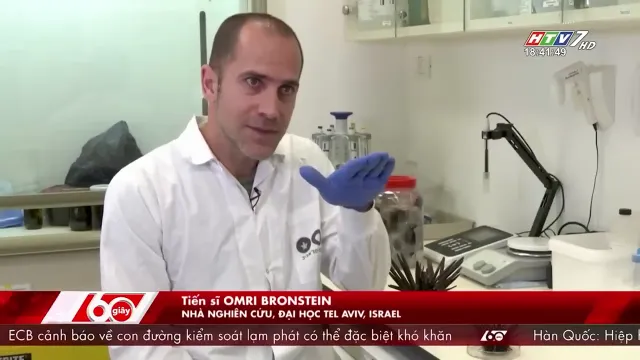 HTV7 HD
18:41:49
60 giây
Tiến sĩ OMRI BRONSTEIN
NHÀ NGHIÊN CỨU, ĐẠI HỌC TEL AVIV, ISRAEL
ECB cảnh báo về con đường kiểm soát lạm phát có thể đặc biệt khó khăn
60 giây
Hàn Quốc: Hiệp